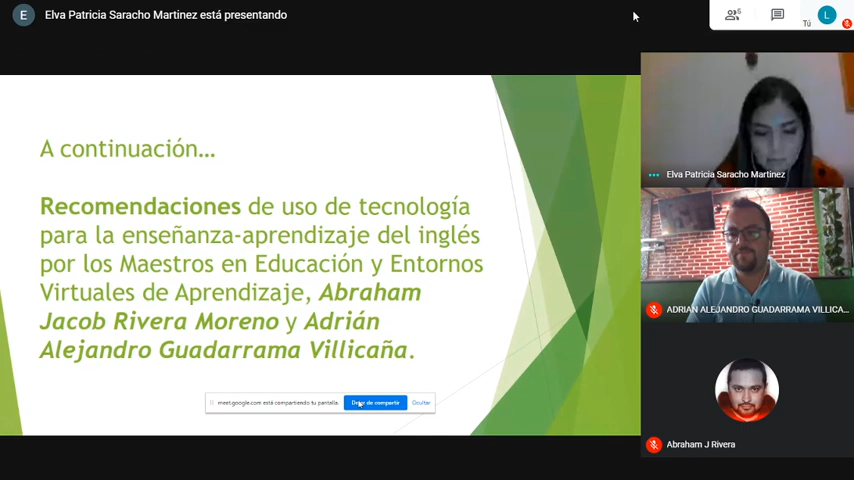 E Elva Patricia Saracho Martinez está presentando
6
Tú
L
A continuación…
Recomendaciones de uso de tecnología
para la enseñanza-aprendizaje del inglés
por los Maestros en Educación y Entornos
Virtuales de Aprendizaje, Abraham
Jacob Rivera Moreno y Adrián
Alejandro Guadarrama Villicaña.
meet.google.com está compartiendo tu pantalla.
Dejar de compartir
Ocultar
Elva Patricia Saracho Martinez
ADRIAN ALEJANDRO GUADARRAMA VILLICA...
Abraham J Rivera